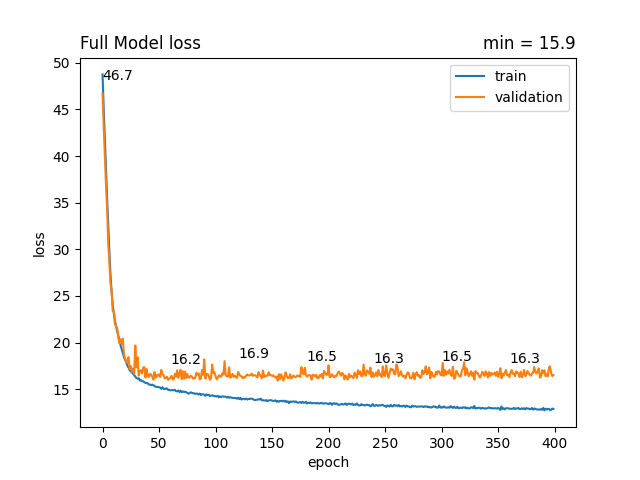 Full Model loss min = 15.9
50
45
40
35
30
25
20
15
loss
46.7
train
validation
16.2 16.9 16.5 16.3 16.5 16.3
0 50 100 150 200 250 300 350 400
epoch